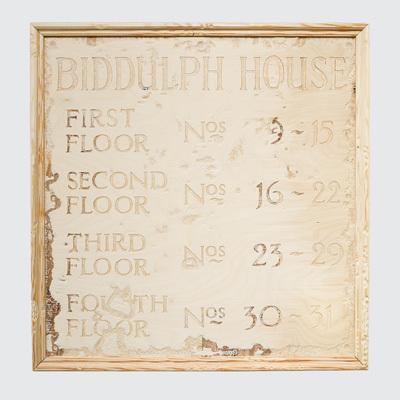 BIDDULPH HOUSE
FIRST
FLOOR Nos 9 - 15
SECOND
FLOOR Nos 16 - 22
THIRD
FLOOR Nos 23 - 29
FOURTH
FLOOR Nos 30 - 31